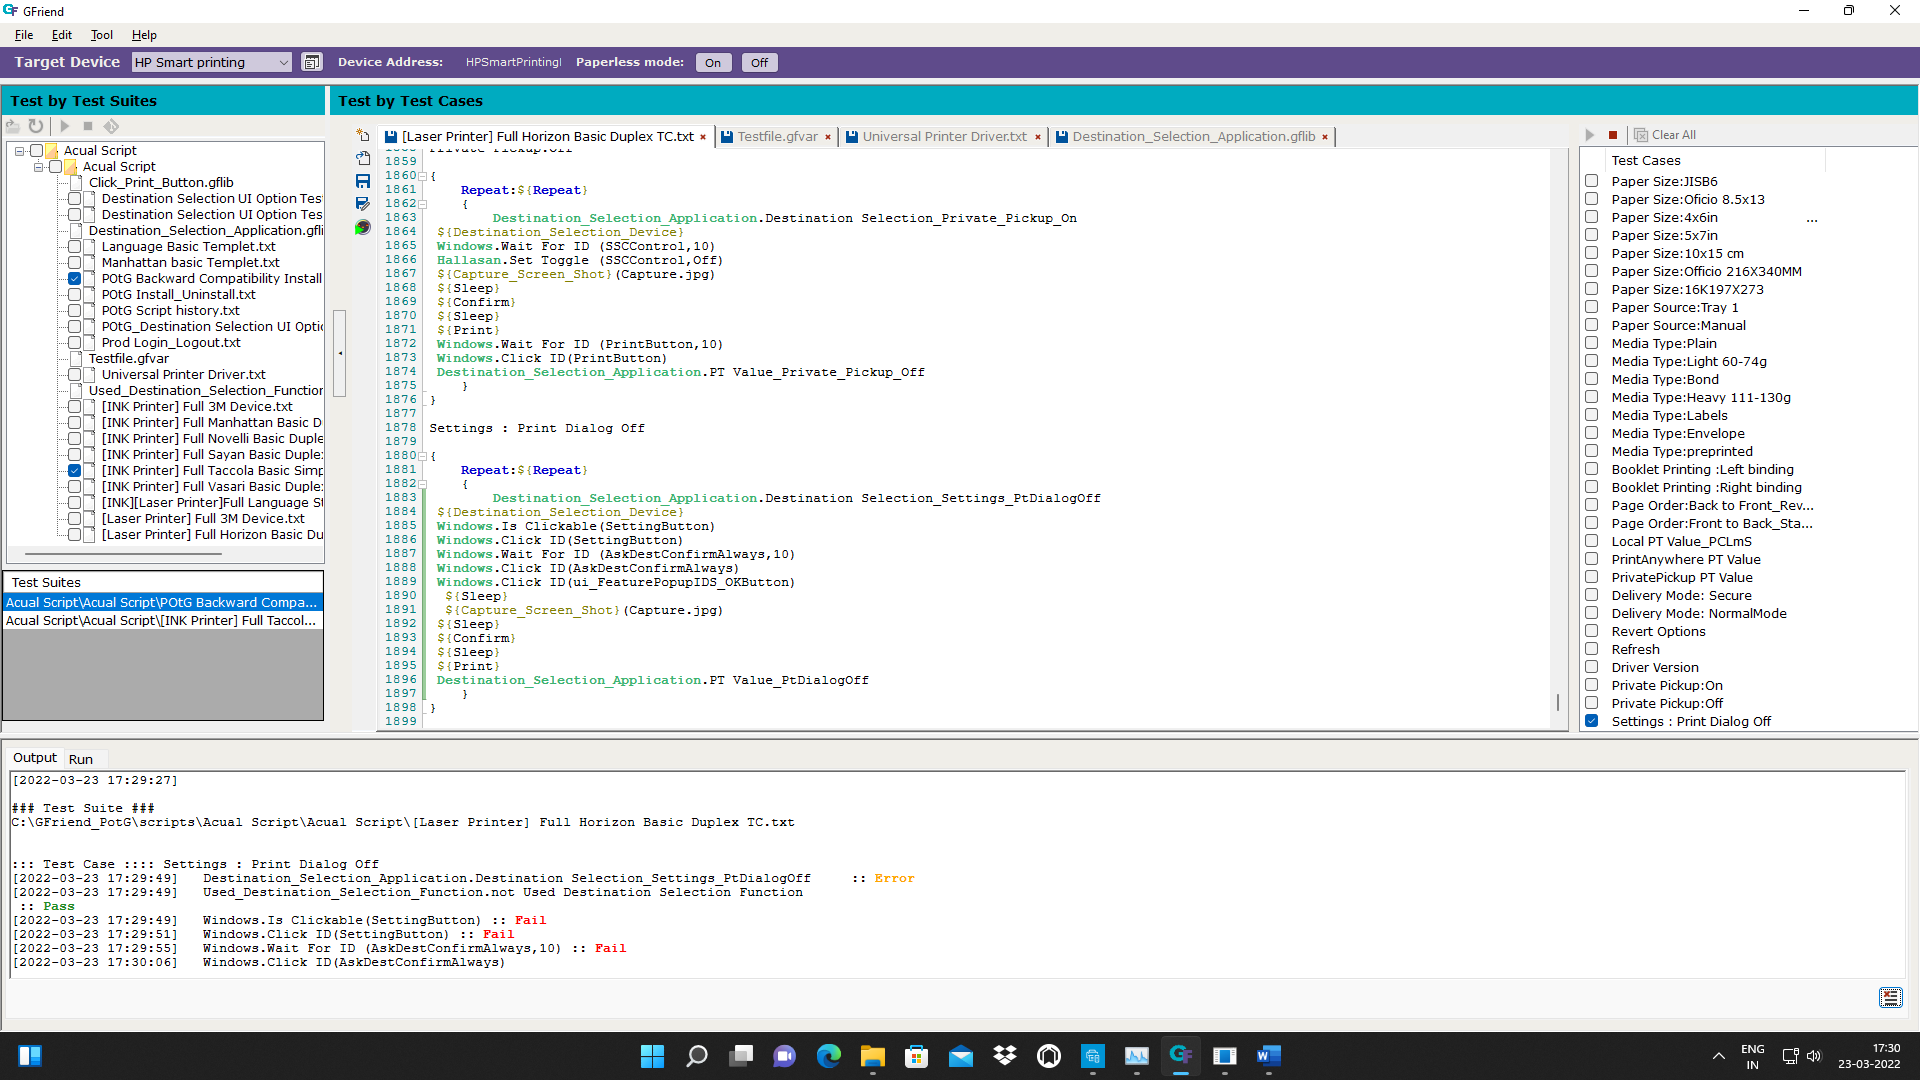 GFriend
File Edit Tool Help
Target Device HP Smart printing Device Address: HPSmartPrintingl Paperless mode: On Off
Test by Test Suites
Acual Script
Acual Script
Click_Print_Button.gflib
Destination Selection UI Option Tes
Destination Selection UI Option Tes
Destination_Selection_Application.gfli
Language Basic Templet.txt
Manhattan basic Templet.txt
POtG Backward Compatibility Install
POtG Install_Uninstall.txt
POtG Script history.txt
POtG_Destination Selection UI Optic
Prod Login_Logout.txt
Testfile.gfvar
Universal Printer Driver.txt
Used_Destination_Selection_Function
[INK Printer] Full 3M Device.txt
[INK Printer] Full Manhattan Basic D
[INK Printer] Full Novelli Basic Duple
[INK Printer] Full Sayan Basic Duple
[INK Printer] Full Taccola Basic Simp
[INK Printer] Full Vasari Basic Duple
[INK][Laser Printer]Full Language St
[Laser Printer] Full 3M Device.txt
[Laser Printer] Full Horizon Basic Du
Test Suites
Acual Script\Acual Script\POtG Backward Compa...
Acual Script\Acual Script\[INK Printer] Full Taccol...
Test by Test Cases
[Laser Printer] Full Horizon Basic Duplex TC.txt × Testfile.gfvar × Universal Printer Driver.txt × Destination_Selection_Application.gflib ×
1858 Private Pickup:Off
1859
1860 {
1861 Repeat:${Repeat}
1862 {
1863 Destination_Selection_Application.Destination Selection_Private_Pickup_On
1864 ${Destination_Selection_Device}
1865 Windows.Wait For ID (SSCControl,10)
1866 Hallasan.Set Toggle (SSCControl,Off)
1867 ${Capture_Screen_Shot}(Capture.jpg)
1868 ${Sleep}
1869 ${Confirm}
1870 ${Sleep}
1871 ${Print}
1872 Windows.Wait For ID (PrintButton,10)
1873 Windows.Click ID(PrintButton)
1874 Destination_Selection_Application.PT Value_Private_Pickup_Off
1875 }
1876 }
1877
1878 Settings : Print Dialog Off
1879
1880 {
1881 Repeat:${Repeat}
1882 {
1883 Destination_Selection_Application.Destination Selection_Settings_PtDialogOff
1884 ${Destination_Selection_Device}
1885 Windows.Is Clickable(SettingButton)
1886 Windows.Click ID(SettingButton)
1887 Windows.Wait For ID (AskDestConfirmAlways,10)
1888 Windows.Click ID(AskDestConfirmAlways)
1889 Windows.Click ID(ui_FeaturePopupIDS_OKButton)
1890 ${Sleep}
1891 ${Capture_Screen_Shot}(Capture.jpg)
1892 ${Sleep}
1893 ${Confirm}
1894 ${Sleep}
1895 ${Print}
1896 Destination_Selection_Application.PT Value_PtDialogOff
1897 }
1898 }
1899
Clear All
Test Cases
Paper Size:JISB6
Paper Size:Oficio 8.5x13
Paper Size:4x6in ...
Paper Size:5x7in
Paper Size:10x15 cm
Paper Size:Officio 216X340MM
Paper Size:16K197X273
Paper Source:Tray 1
Paper Source:Manual
Media Type:Plain
Media Type:Light 60-74g
Media Type:Bond
Media Type:Heavy 111-130g
Media Type:Labels
Media Type:Envelope
Media Type:preprinted
Booklet Printing :Left binding
Booklet Printing :Right binding
Page Order:Back to Front_Rev...
Page Order:Front to Back_Sta...
Local PT Value_PCLmS
PrintAnywhere PT Value
PrivatePickup PT Value
Delivery Mode: Secure
Delivery Mode: NormalMode
Revert Options
Refresh
Driver Version
Private Pickup:On
Private Pickup:Off
Settings : Print Dialog Off
Output Run
[2022-03-23 17:29:27]
### Test Suite ###
C:\GFriend_PotG\scripts\Acual Script\Acual Script\[Laser Printer] Full Horizon Basic Duplex TC.txt
::: Test Case :::: Settings : Print Dialog Off
[2022-03-23 17:29:49] Destination_Selection_Application.Destination Selection_Settings_PtDialogOff :: Error
[2022-03-23 17:29:49] Used_Destination_Selection_Function.not Used Destination Selection Function
:: Pass
[2022-03-23 17:29:49] Windows.Is Clickable(SettingButton) :: Fail
[2022-03-23 17:29:51] Windows.Click ID(SettingButton) :: Fail
[2022-03-23 17:29:55] Windows.Wait For ID (AskDestConfirmAlways,10) :: Fail
[2022-03-23 17:30:06] Windows.Click ID(AskDestConfirmAlways)
ENG
IN
17:30
23-03-2022